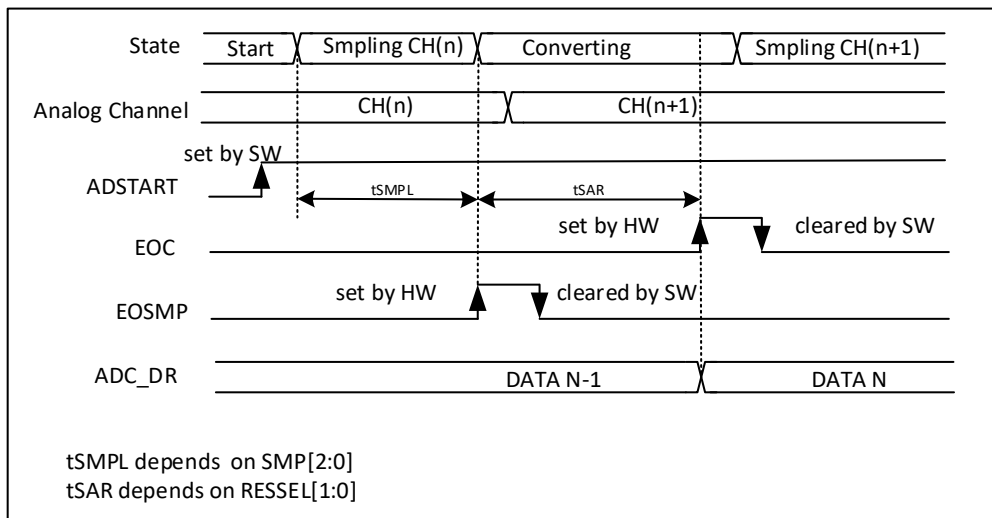 State Start Smpling CH(n) Converting Smpling CH(n+1)
Analog Channel CH(n) CH(n+1)
set by SW
ADSTART tSMPL tSAR
set by HW cleared by SW
EOC
set by HW cleared by SW
EOSMP
ADC_DR DATA N-1 DATA N
tSMPL depends on SMP[2:0]
tSAR depends on RESSEL[1:0]